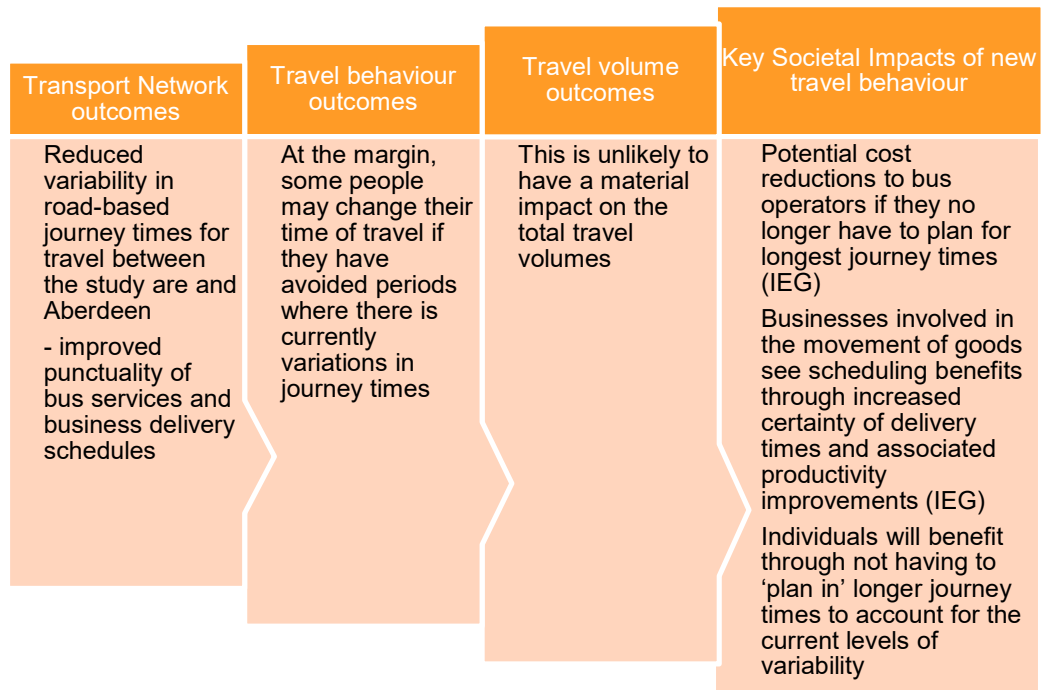 Transport Network
outcomes
Reduced
variability in
road-based
journey times for
travel between
the study are and
Aberdeen
- improved
punctuality of
bus services and
business delivery
schedules
Travel behaviour
outcomes
At the margin,
some people
may change their
time of travel if
they have
avoided periods
where there is
currently
variations in
journey times
Travel volume
outcomes
This is unlikely to
have a material
impact on the
total travel
volumes
Key Societal Impacts of new
travel behaviour
Potential cost
reductions to bus
operators if they no
longer have to plan for
longest journey times
(IEG)
Businesses involved in
the movement of goods
see scheduling benefits
through increased
certainty of delivery
times and associated
productivity
improvements (IEG)
Individuals will benefit
through not having to
‘plan in’ longer journey
times to account for the
current levels of
variability